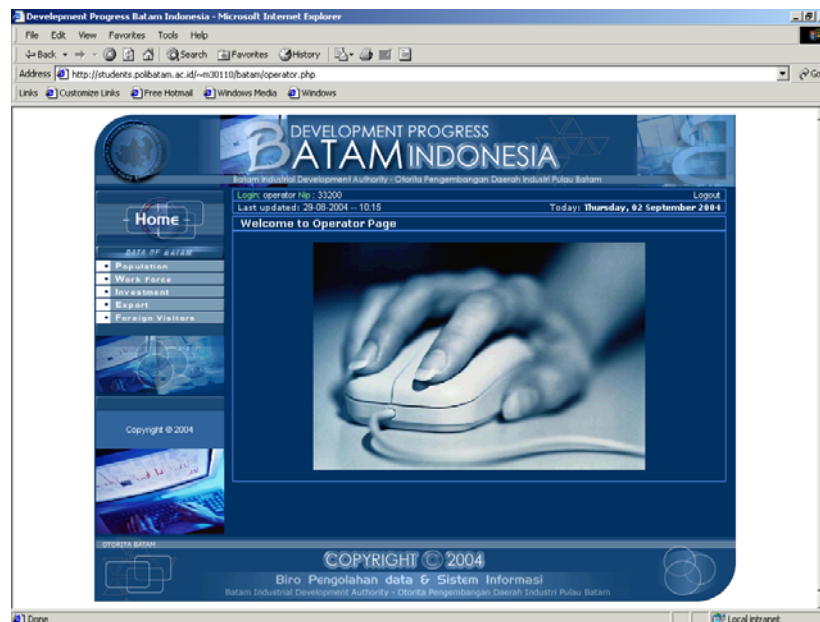 Develepment Progress Batam Indonesia - Microsoft Internet Explorer
File Edit View Favorites Tools Help
Back Search Favorites History
Address http://students.polibatam.ac.id/~m30110/batam/operator.php Go
Links Customize Links Free Hotmail Windows Media Windows
DEVELOPMENT PROGRESS
BATAM INDONESIA
Batam Industrial Development Authority - Otorita Pengembangan Daerah Industri Pulau Batam
Login: operator Nip : 33200 Logout
Last updated: 29-08-2004 -- 10:15 Today: Thursday, 02 September 2004
Welcome to Operator Page
- Home -
DATA OF BATAM
Population
Work Force
Investment
Export
Foreign Visitors
Copyright © 2004
OTORITA BATAM
COPYRIGHT © 2004
Biro Pengolahan data & Sistem Informasi
Batam Industrial Development Authority - Otorita Pengembangan Daerah Industri Pulau Batam
Done Local intranet